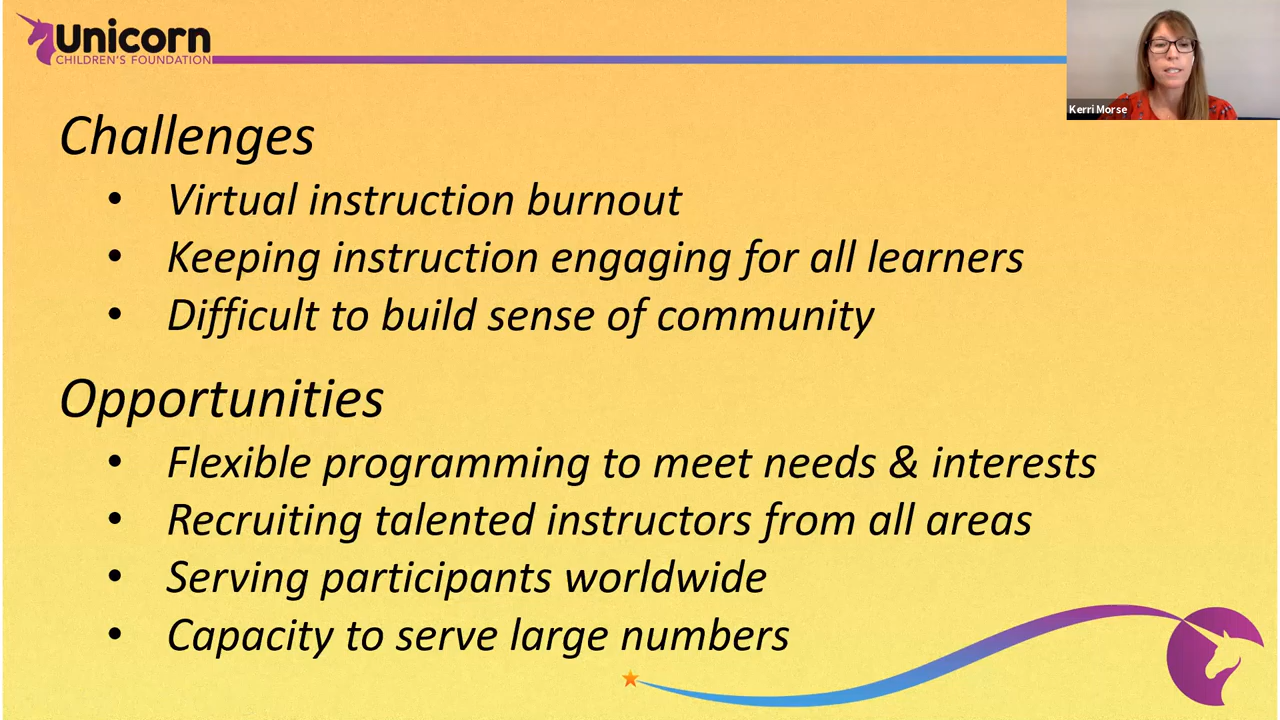 Unicorn
CHILDREN'S FOUNDATION
Kerri Morse
Challenges
• Virtual instruction burnout
• Keeping instruction engaging for all learners
• Difficult to build sense of community
Opportunities
• Flexible programming to meet needs & interests
• Recruiting talented instructors from all areas
• Serving participants worldwide
• Capacity to serve large numbers